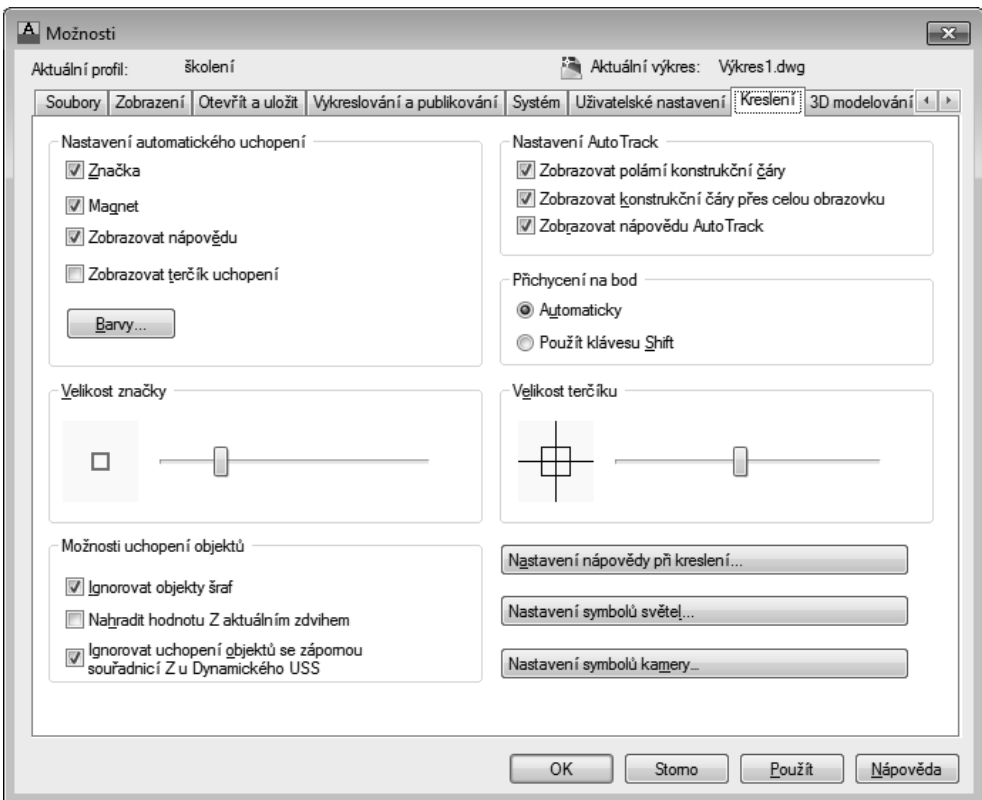 A Možnosti
Aktuální profil: školení Aktuální výkres: Výkres1.dwg
Soubory Zobrazení Otevřít a uložit Vykreslování a publikování Systém Uživatelské nastavení Kreslení 3D modelování
Nastavení automatického uchopení
Značka
Magnet
Zobrazovat nápovědu
Zobrazovat terčík uchopení
Barvy...
Nastavení AutoTrack
Zobrazovat polární konstrukční čáry
Zobrazovat konstrukční čáry přes celou obrazovku
Zobrazovat nápovědu AutoTrack
Přichycení na bod
Automaticky
Použít klávesu Shift
Velikost značky
Velikost terčíku
Možnosti uchopení objektů
Ignorovat objekty šraf
Nahradit hodnotu Z aktuálním zdvihem
Ignorovat uchopení objektů se zápornou
souřadnicí Z u Dynamického USS
Nastavení nápovědy při kreslení...
Nastavení symbolů světel...
Nastavení symbolů kamery...
OK Storno Použít Nápověda